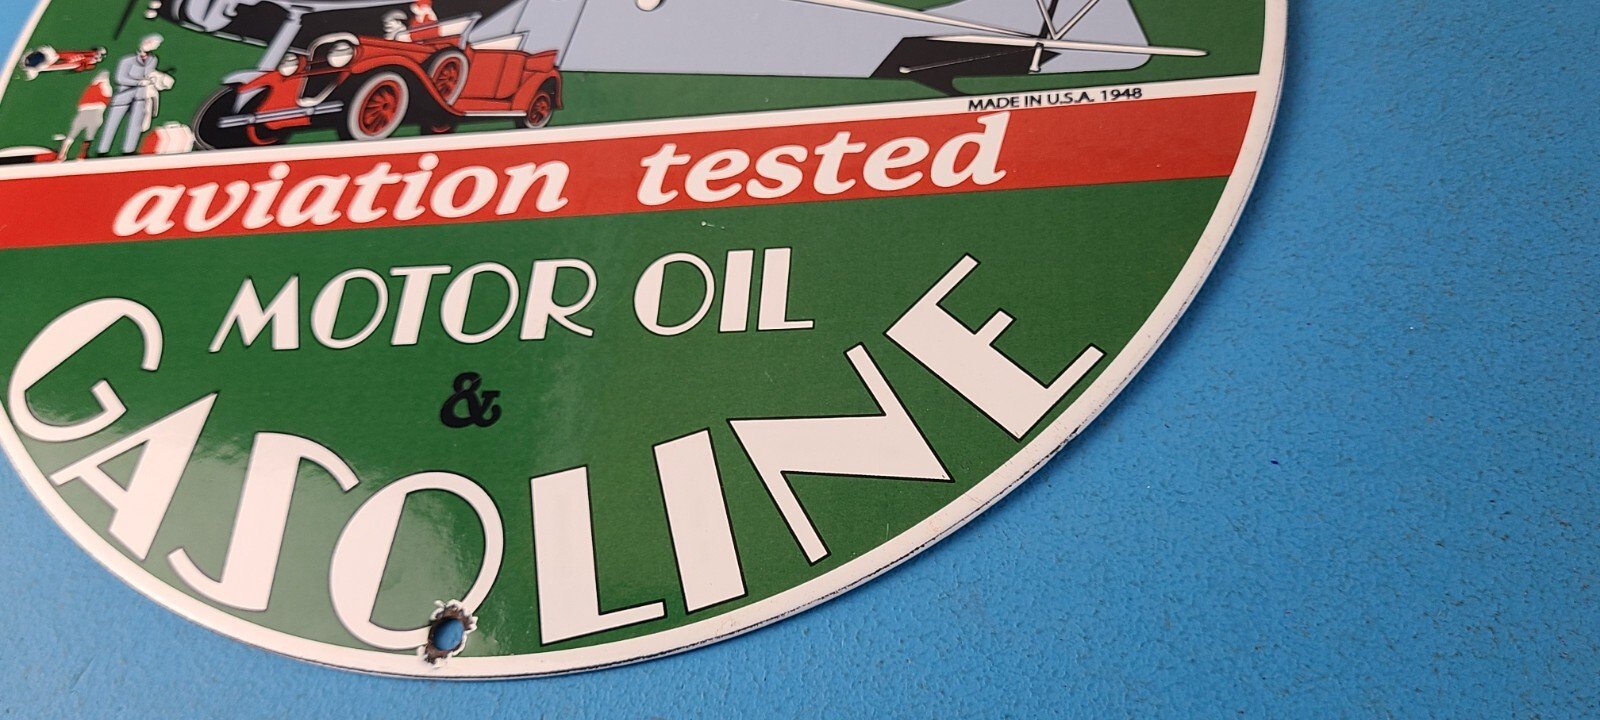 MADE IN U.S.A. 1948
aviation tested
MOTOR OIL
&
GASOLINE